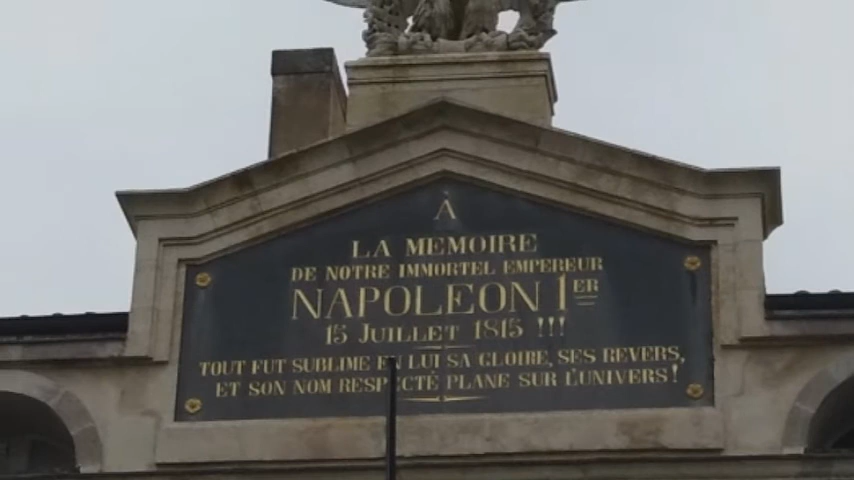 À
LA MEMOIRE
DE NOTRE IMMORTEL EMPEREUR
NAPOLEON 1ER
15 JUILLET 1815 !!!
TOUT FUT SUBLIME EN LUI SA GLOIRE, SES REVERS,
ET SON NOM RESPECTÉ PLANE SUR L'UNIVERS !